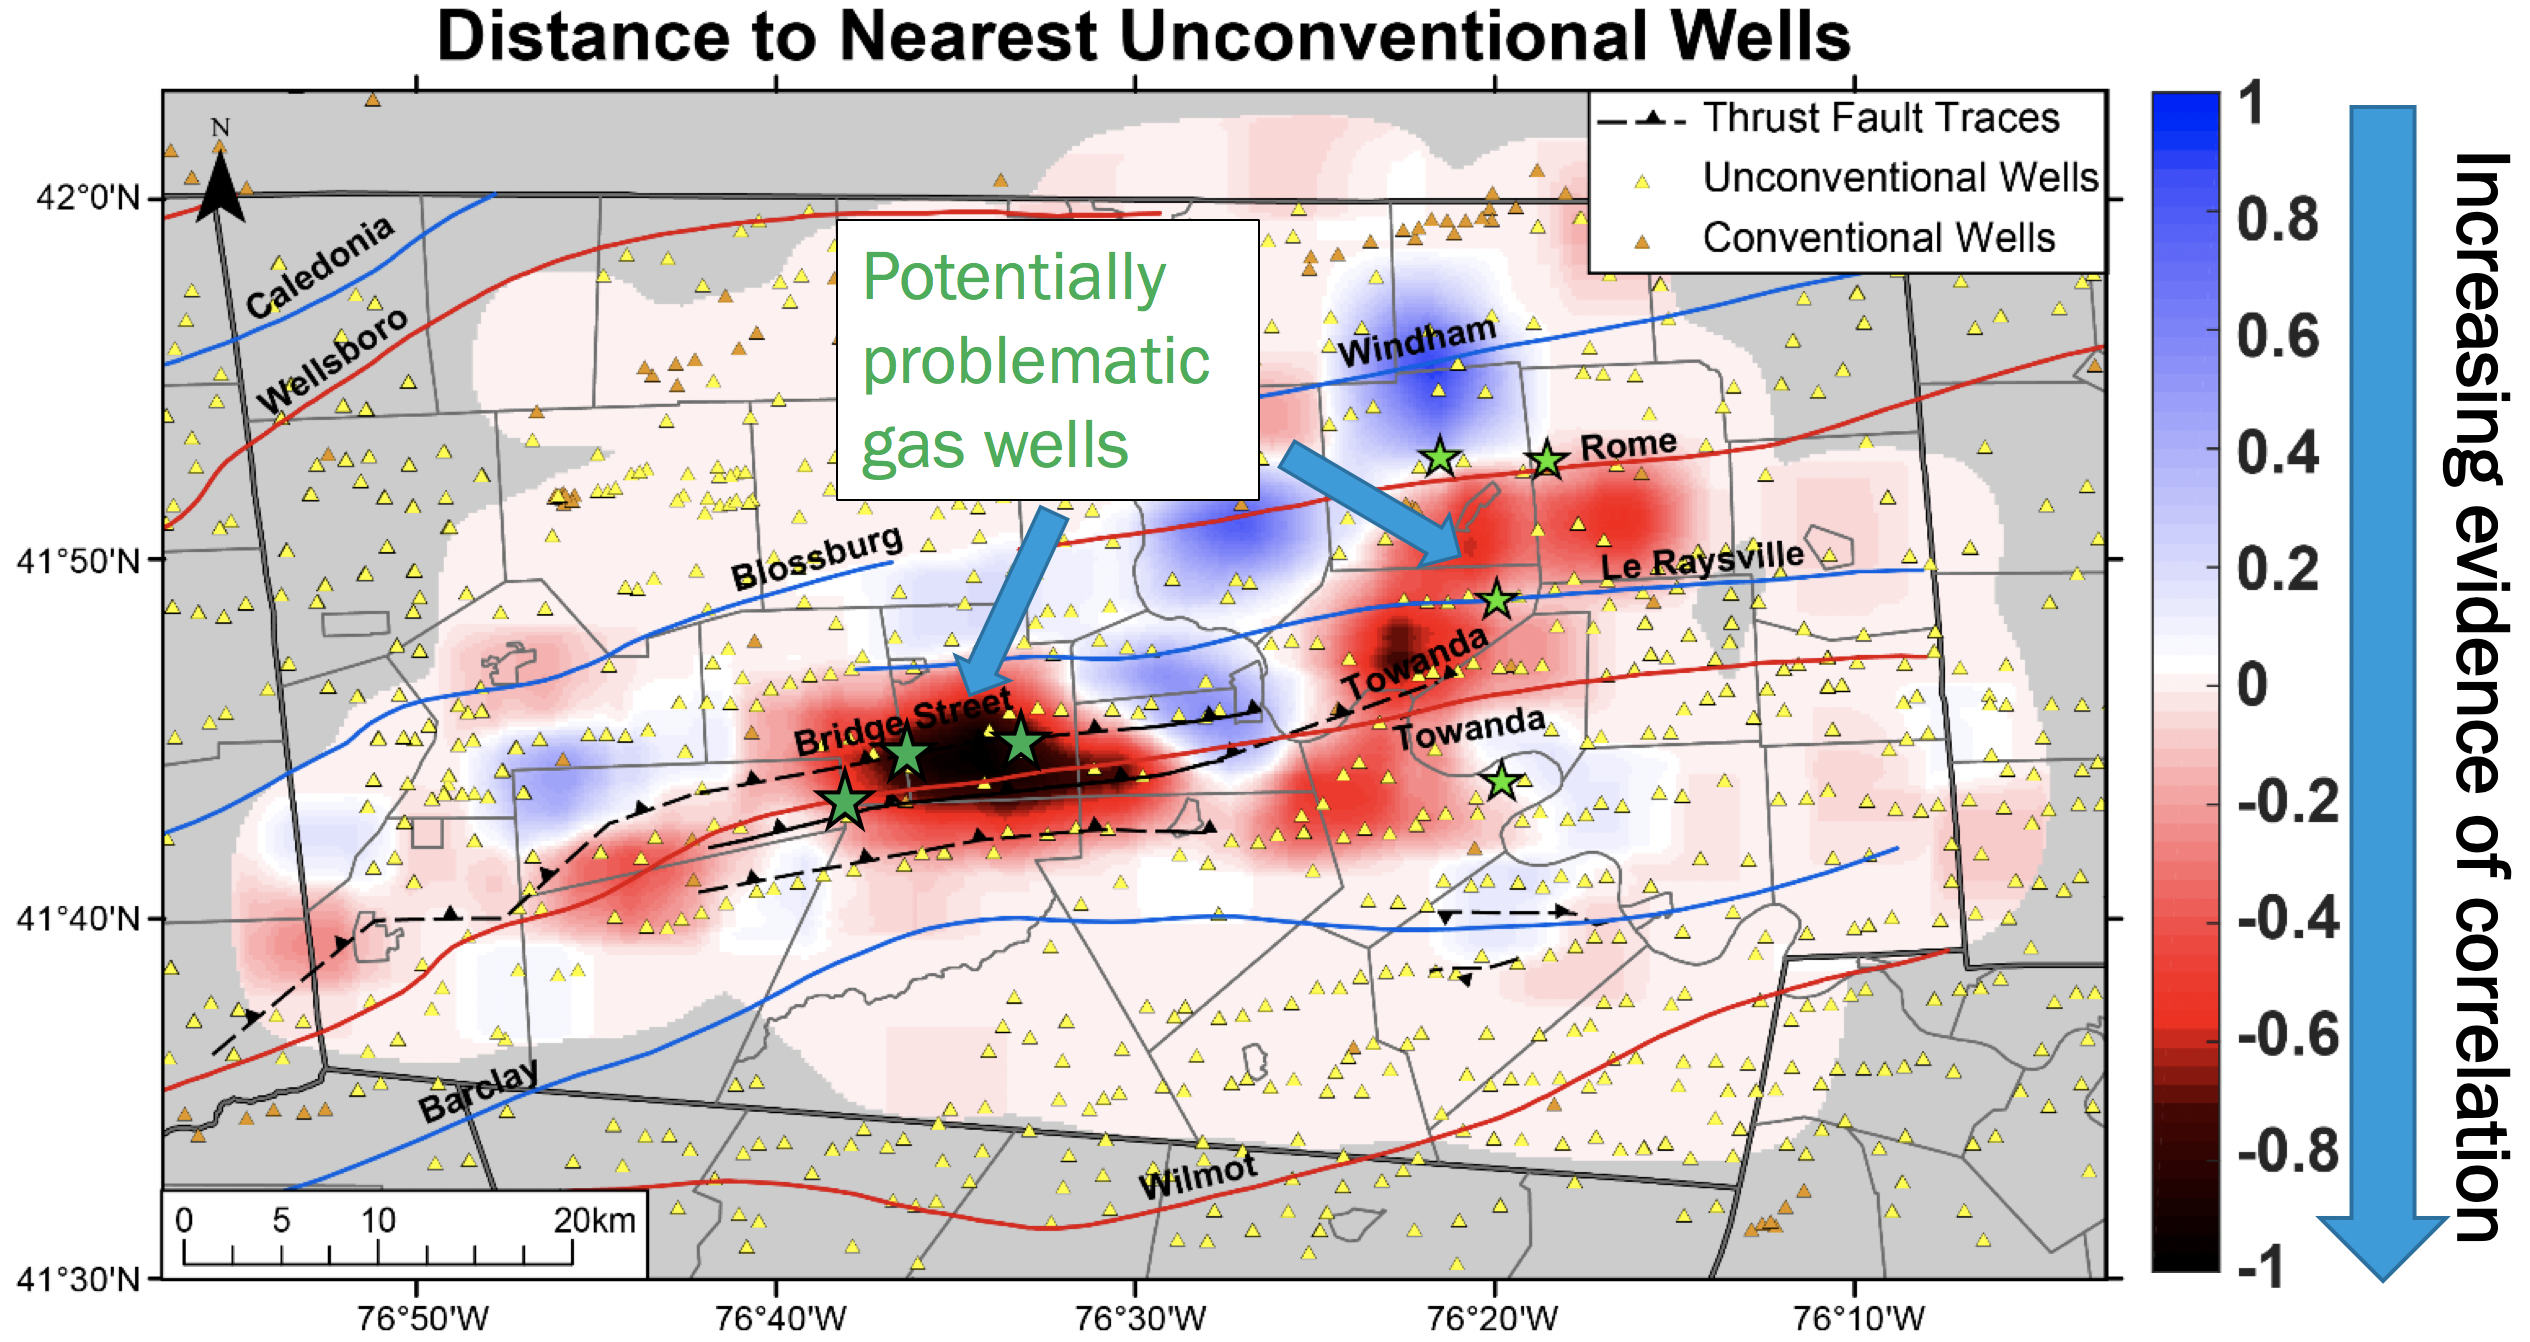 Distance to Nearest Unconventional Wells
N
Thrust Fault Traces
Unconventional Wells
Conventional Wells
Potentially
problematic
gas wells
Caledonia
Wellsboro
Windham
Rome
Blossburg
Le Raysville
Towanda
Bridge Street
Towanda
Barclay
Wilmot
42°0'N
41°50'N
41°40'N
41°30'N
76°50'W
76°40'W
76°30'W
76°20'W
76°10'W
0 5 10 20km
1
0.8
0.6
0.4
0.2
0
-0.2
-0.4
-0.6
-0.8
-1
Increasing evidence of correlation